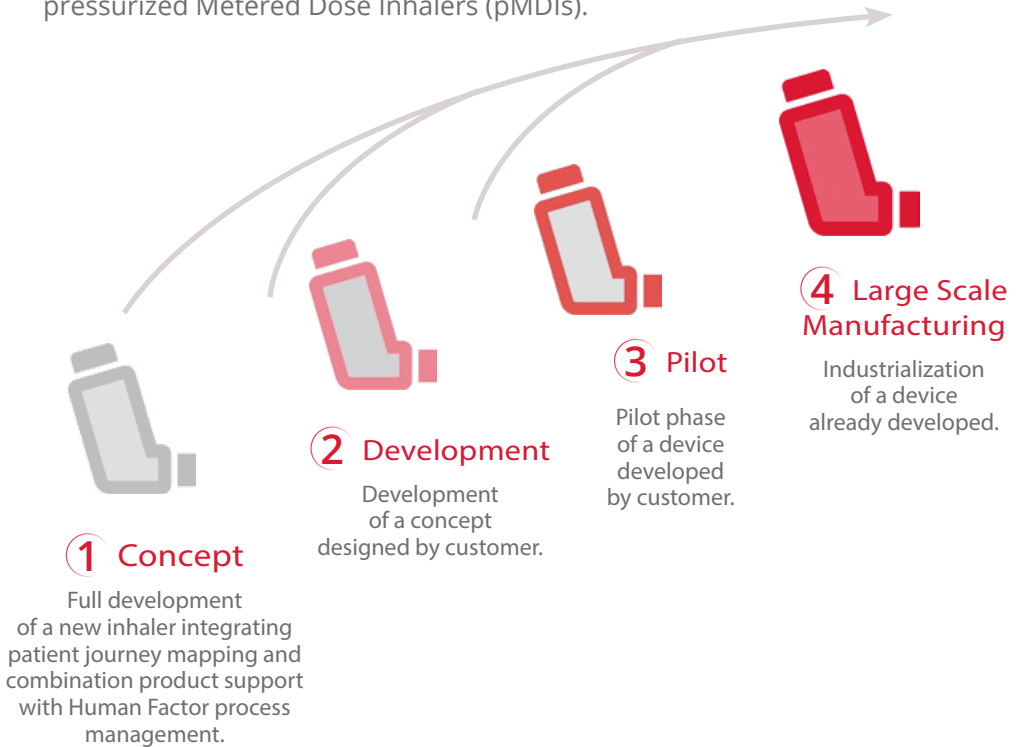 pressurized Metered Dose Inhalers (pMDIs).
1 Concept
Full development
of a new inhaler integrating
patient journey mapping and
combination product support
with Human Factor process
management.
2 Development
Development
of a concept
designed by customer.
3 Pilot
Pilot phase
of a device
developed
by customer.
4 Large Scale
Manufacturing
Industrialization
of a device
already developed.